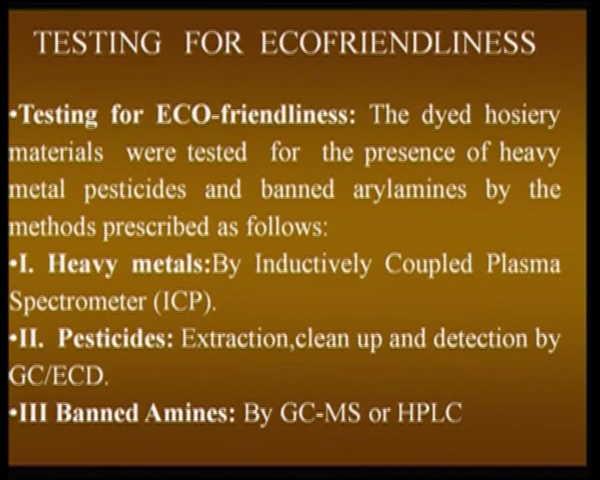 TESTING FOR ECOFRIENDLINESS
•Testing for ECO-friendliness: The dyed hosiery
materials were tested for the presence of heavy
metal pesticides and banned arylamines by the
methods prescribed as follows:
•I. Heavy metals:By Inductively Coupled Plasma
Spectrometer (ICP).
•II. Pesticides: Extraction,clean up and detection by
GC/ECD.
•III Banned Amines: By GC-MS or HPLC